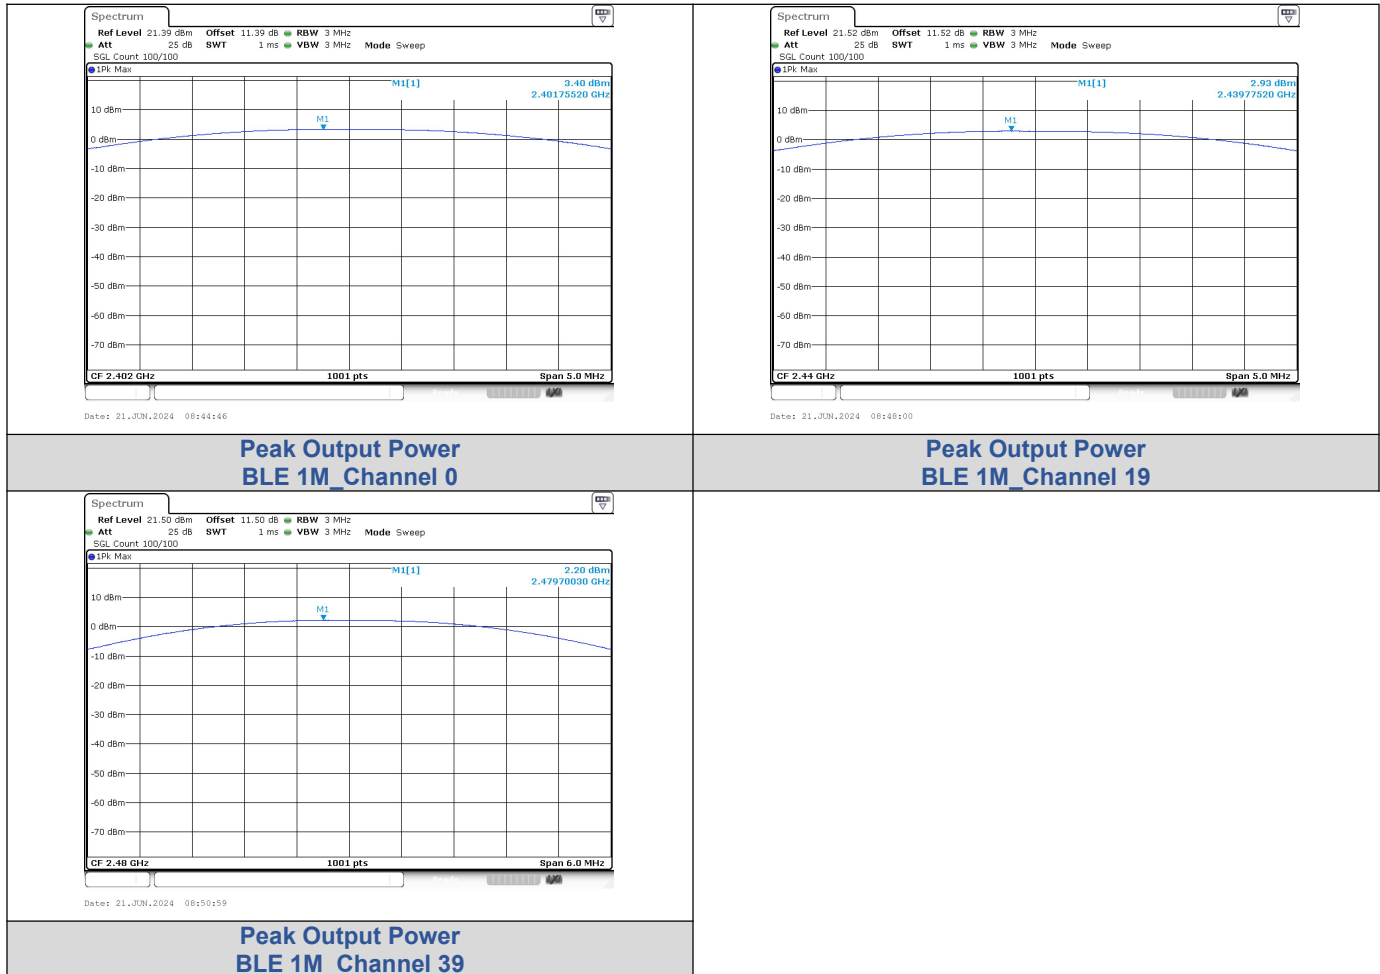 Spectrum
Ref Level 21.39 dBm Offset 11.39 dB RBW 3 MHz
Att 25 dB SWT 1 ms VBW 3 MHz Mode Sweep
SGL Count 100/100
1Pk Max
M1[1] 3.40 dBm
2.40175520 GHz
10 dBm
M1
0 dBm
-10 dBm
-20 dBm
-30 dBm
-40 dBm
-50 dBm
-60 dBm
-70 dBm
CF 2.402 GHz 1001 pts Span 5.0 MHz
Date: 21.JUN.2024 08:44:46
Peak Output Power
BLE 1M_Channel 0
Spectrum
Ref Level 21.52 dBm Offset 11.52 dB RBW 3 MHz
Att 25 dB SWT 1 ms VBW 3 MHz Mode Sweep
SGL Count 100/100
1Pk Max
M1[1] 2.93 dBm
2.43977520 GHz
10 dBm
M1
0 dBm
-10 dBm
-20 dBm
-30 dBm
-40 dBm
-50 dBm
-60 dBm
-70 dBm
CF 2.44 GHz 1001 pts Span 5.0 MHz
Date: 21.JUN.2024 08:48:00
Peak Output Power
BLE 1M_Channel 19
Spectrum
Ref Level 21.50 dBm Offset 11.50 dB RBW 3 MHz
Att 25 dB SWT 1 ms VBW 3 MHz Mode Sweep
SGL Count 100/100
1Pk Max
M1[1] 2.20 dBm
2.47970030 GHz
10 dBm
M1
0 dBm
-10 dBm
-20 dBm
-30 dBm
-40 dBm
-50 dBm
-60 dBm
-70 dBm
CF 2.48 GHz 1001 pts Span 6.0 MHz
Date: 21.JUN.2024 08:50:59
Peak Output Power
BLE 1M_Channel 39